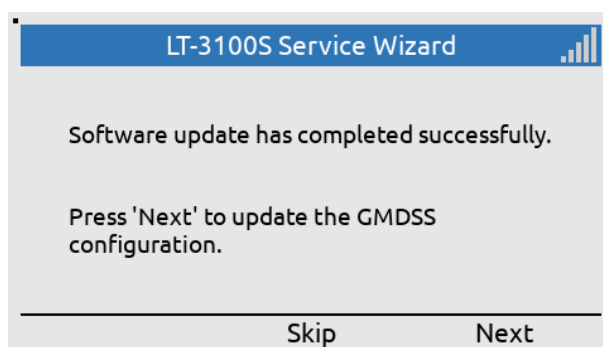 LT-3100S Service Wizard
Software update has completed successfully.
Press 'Next' to update the GMDSS
configuration.
Skip Next